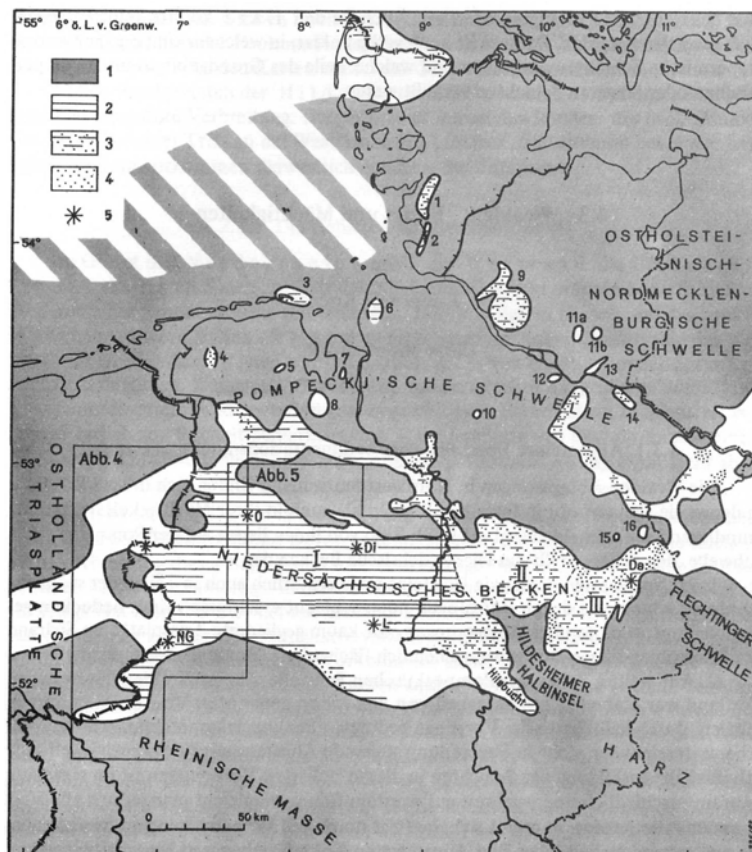 55° 6° ö. L. v. Greenw. 7° 8° 9° 10° 11°
1
2
3
4
5
54°
1
2
OSTHOLSTEI-
NISCH-
NORDMECKLEN-
BURGISCHE
SCHWELLE
3
6
9
11a
11b
4
5
7
13
12
POMPECKJ'SCHE SCHWELLE
8
10
14
53°
Abb. 4
Abb. 5
OSTHOLLÄNDISCHE
TRIASPLATTE
O
E
DI
I
II
III
15
16
Da
NIEDERSÄCHSISCHES BECKEN
FLECHTINGER
SCHWELLE
L
NG
HILDESHEIMER
HALBINSEL
Hilsbucht
52°
HARZ
RHEINISCHE MASSE
0 50 km